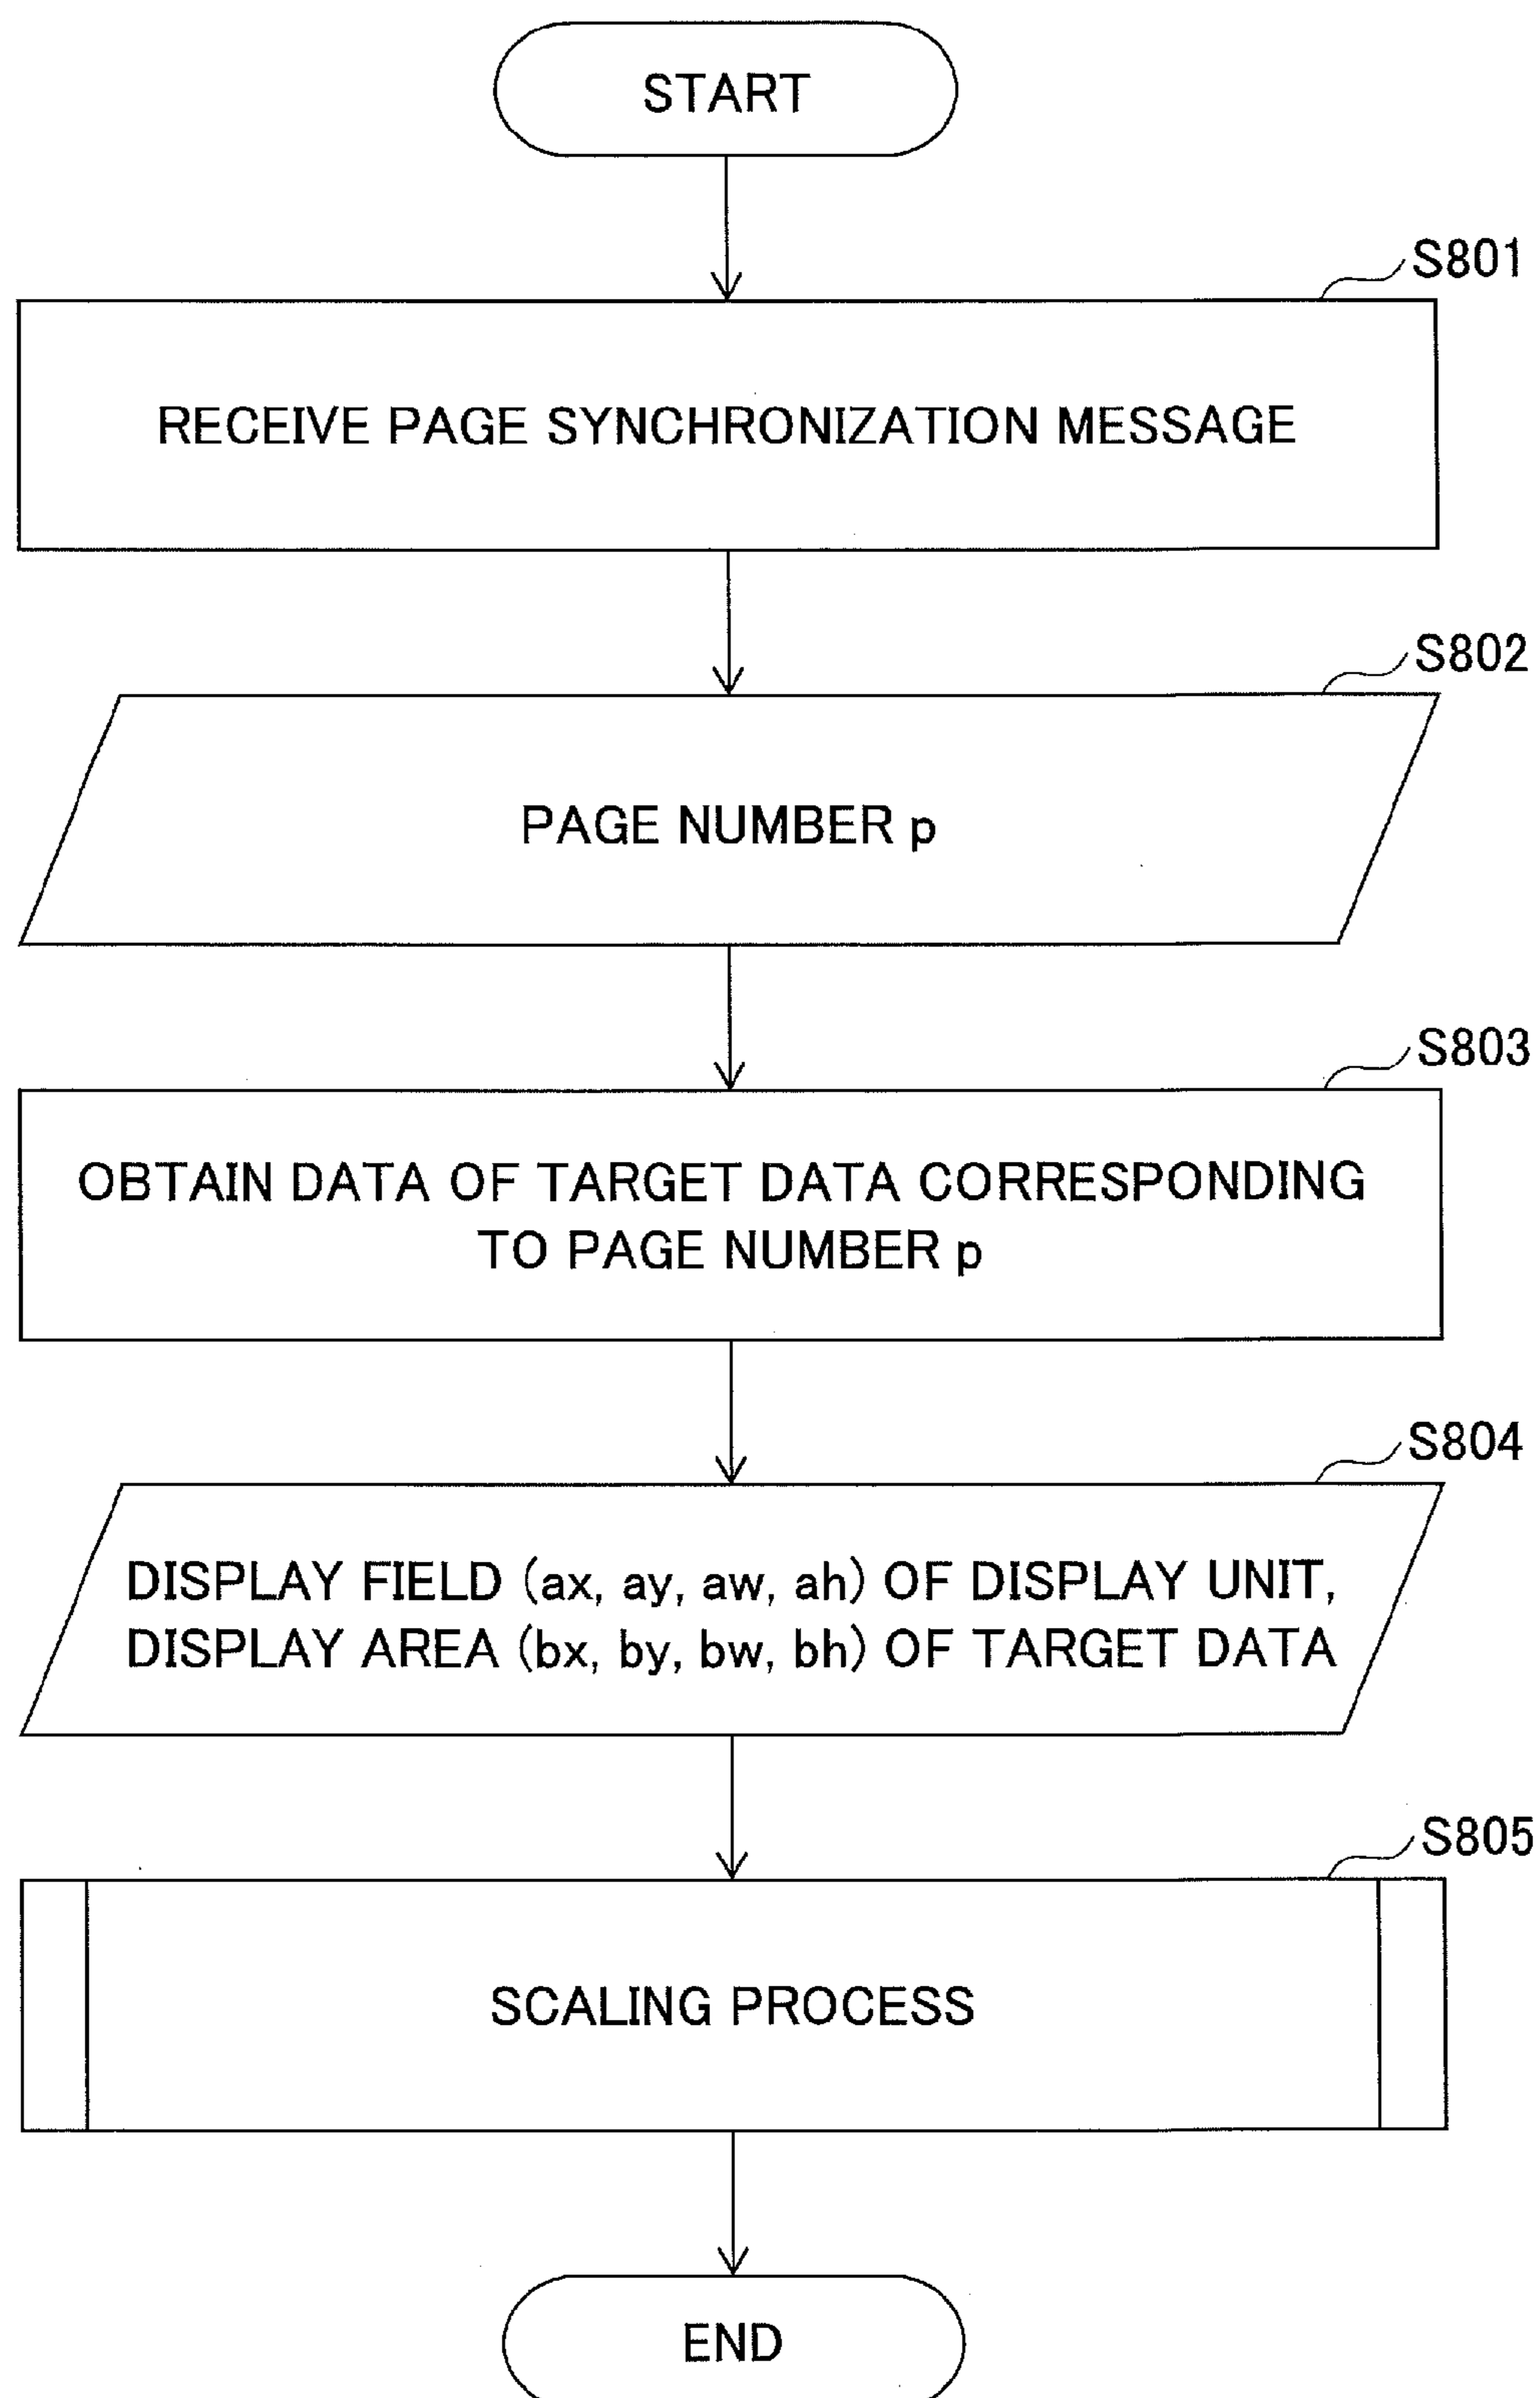 START
S801
RECEIVE PAGE SYNCHRONIZATION MESSAGE
S802
PAGE NUMBER p
S803
OBTAIN DATA OF TARGET DATA CORRESPONDING
TO PAGE NUMBER p
S804
DISPLAY FIELD (ax, ay, aw, ah) OF DISPLAY UNIT,
DISPLAY AREA (bx, by, bw, bh) OF TARGET DATA
S805
SCALING PROCESS
END